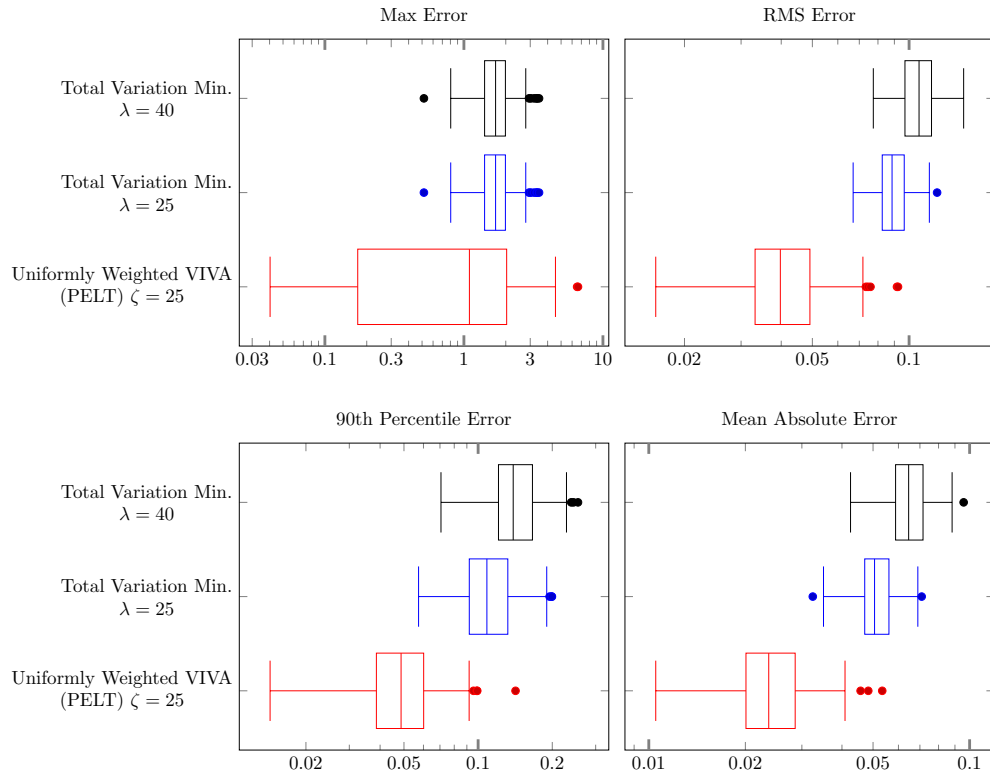 Max Error
RMS Error
Total Variation Min.
λ = 40
Total Variation Min.
λ = 25
Uniformly Weighted VIVA
(PELT) ζ = 25
0.03 0.1 0.3 1 3 10
0.02 0.05 0.1
90th Percentile Error
Mean Absolute Error
Total Variation Min.
λ = 40
Total Variation Min.
λ = 25
Uniformly Weighted VIVA
(PELT) ζ = 25
0.02 0.05 0.1 0.2
0.01 0.05 0.1